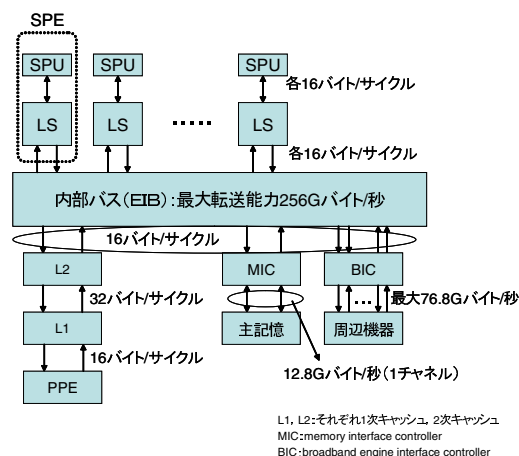 SPE
SPU SPU SPU
各16バイト/サイクル
LS LS ..... LS
各16バイト/サイクル
内部バス(EIB):最大転送能力256Gバイト/秒
16バイト/サイクル
L2 MIC BIC
32バイト/サイクル
...
最大76.8Gバイト/秒
L1 主記憶 周辺機器
16バイト/サイクル
12.8Gバイト/秒(1チャネル)
PPE
L1, L2:それぞれ1次キャッシュ, 2次キャッシュ
MIC:memory interface controller
BIC:broadband engine interface controller